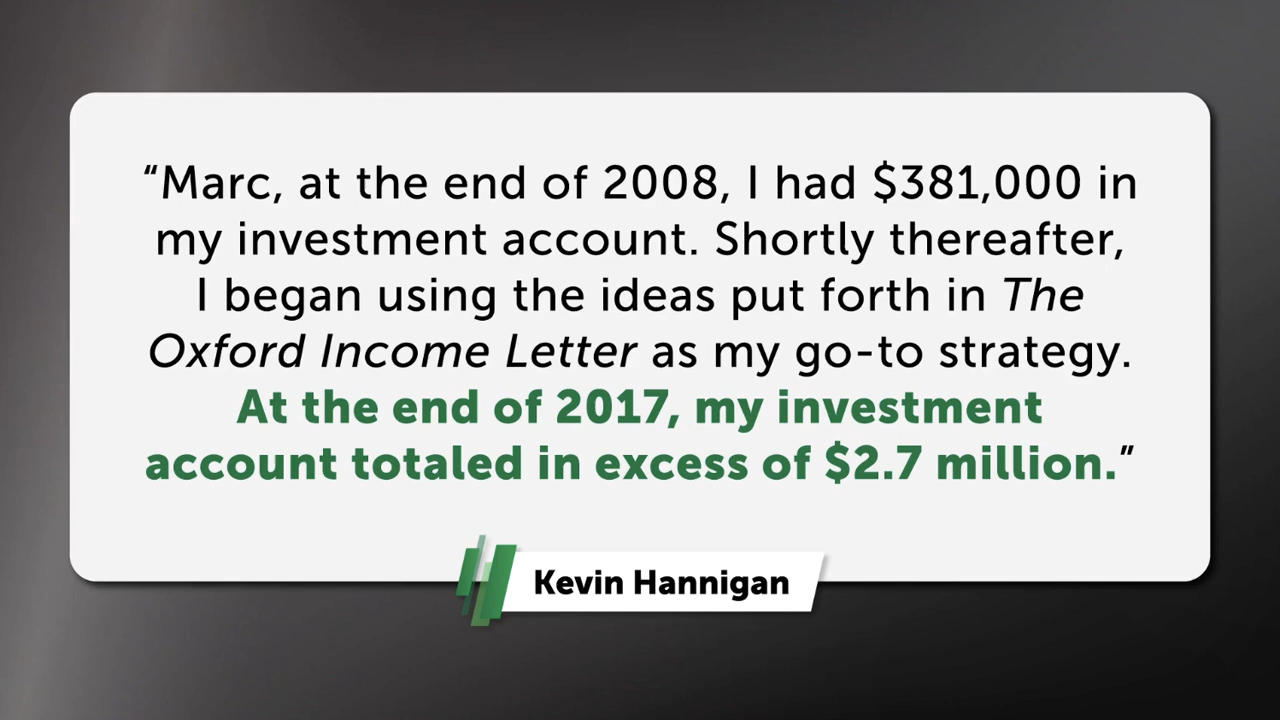 “Marc, at the end of 2008, I had $381,000 in
my investment account. Shortly thereafter,
I began using the ideas put forth in The
Oxford Income Letter as my go-to strategy.
At the end of 2017, my investment
account totaled in excess of $2.7 million.”
Kevin Hannigan